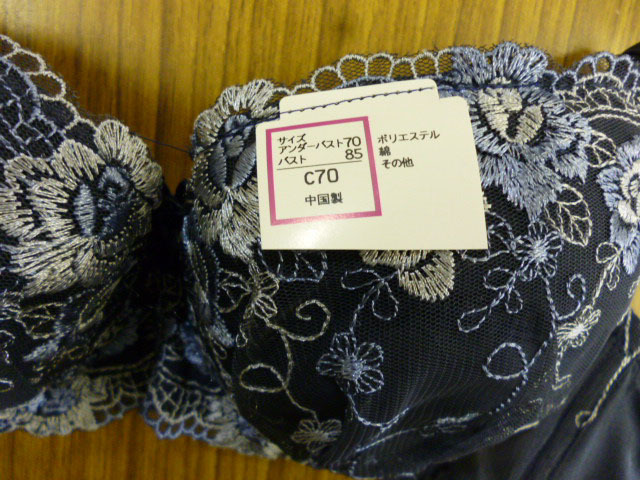 サイズ
アンダーバスト70
バスト 85
C70
中国製
ポリエステル
綿
その他